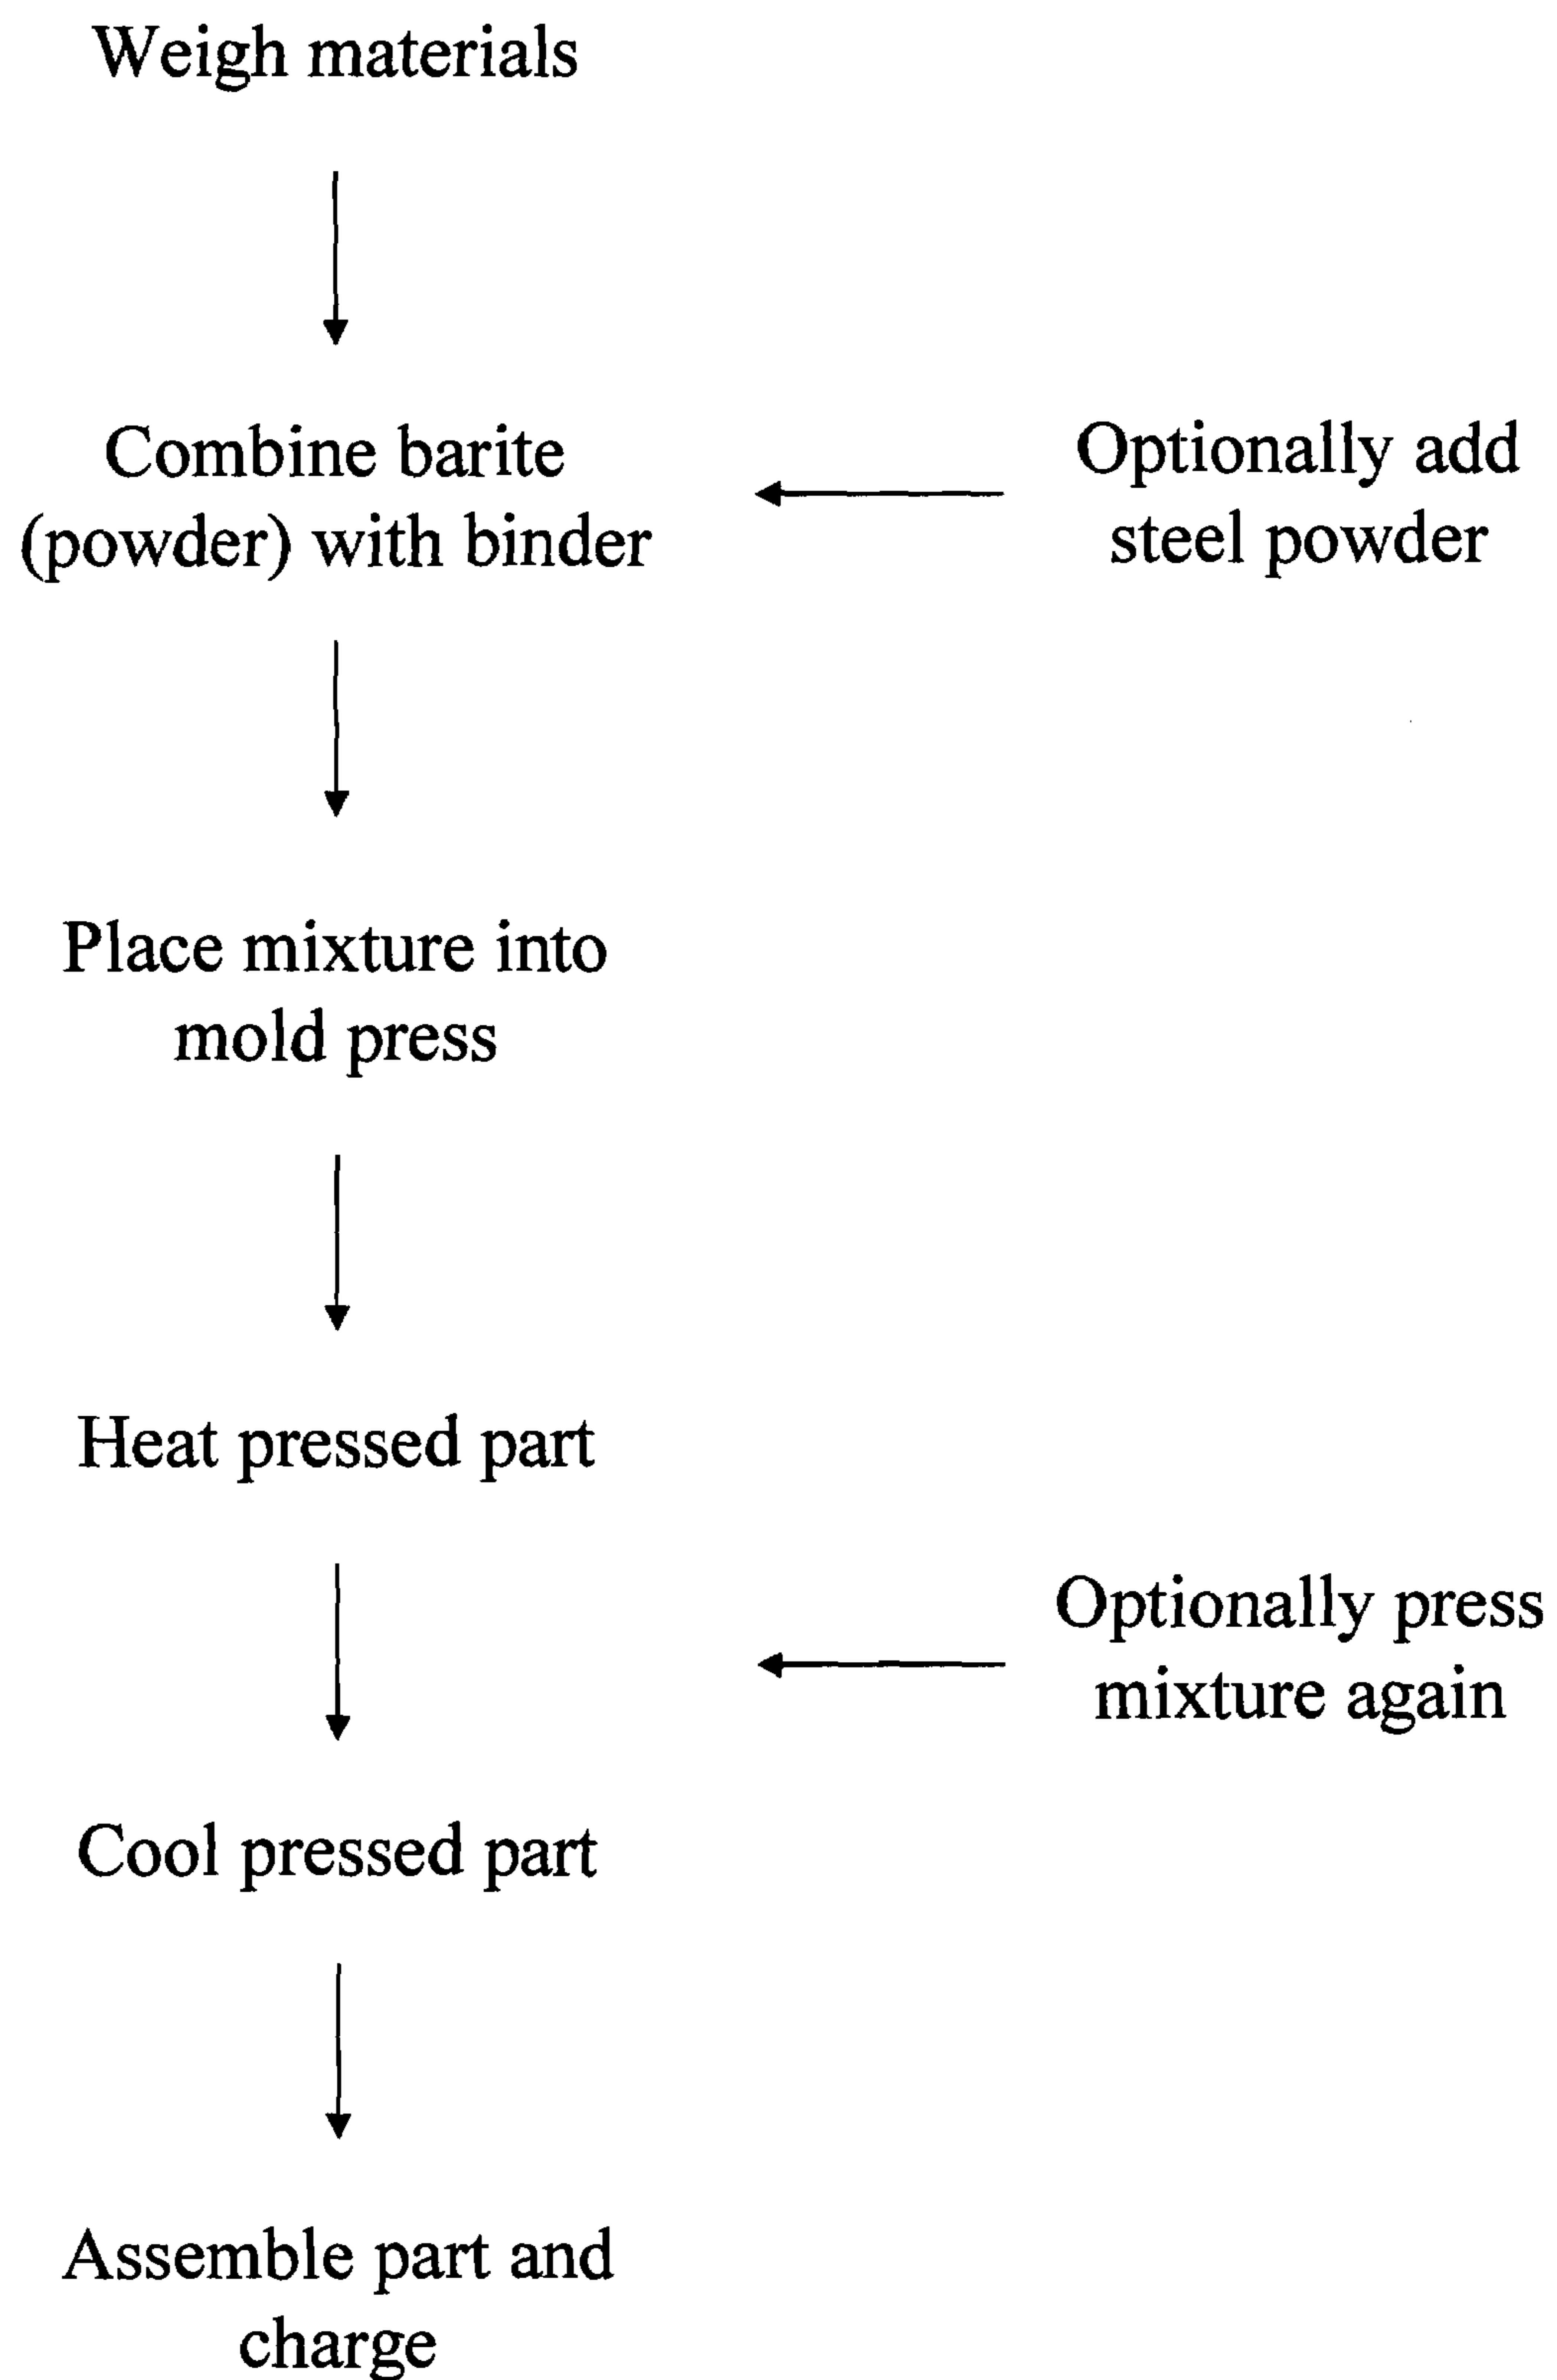 Weigh materials
Combine barite
(powder) with binder
Optionally add
steel powder
Place mixture into
mold press
Heat pressed part
Optionally press
mixture again
Cool pressed part
Assemble part and
charge